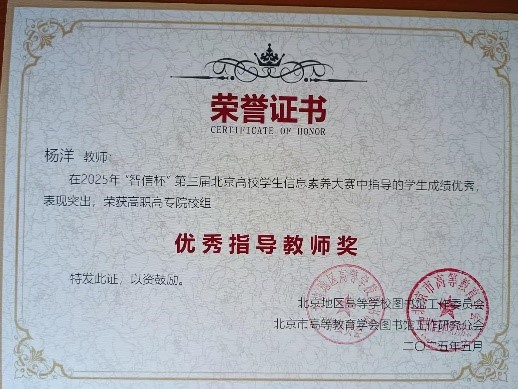 荣誉证书
CERTIFICATE OF HONOR
杨洋 教师:
在2025年“智信杯”第三届北京高校学生信息素养大赛中指导的学生成绩优秀,
表现突出,荣获高职高专院校组
优秀指导教师奖
特发此证,以资鼓励。
北京地区高等学校图书馆工作委员会
北京市高等教育学会图书馆工作研究分会
二〇二五年五月